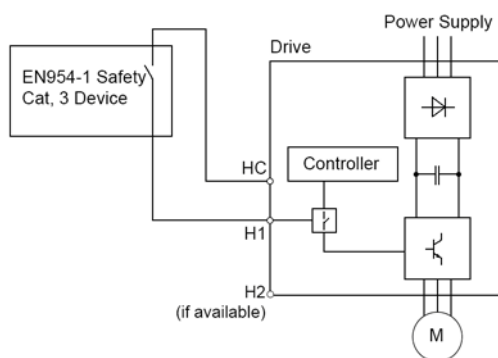 Power Supply
Drive
EN954-1 Safety
Cat, 3 Device
Controller
HC
H1
H2
(if available)
M